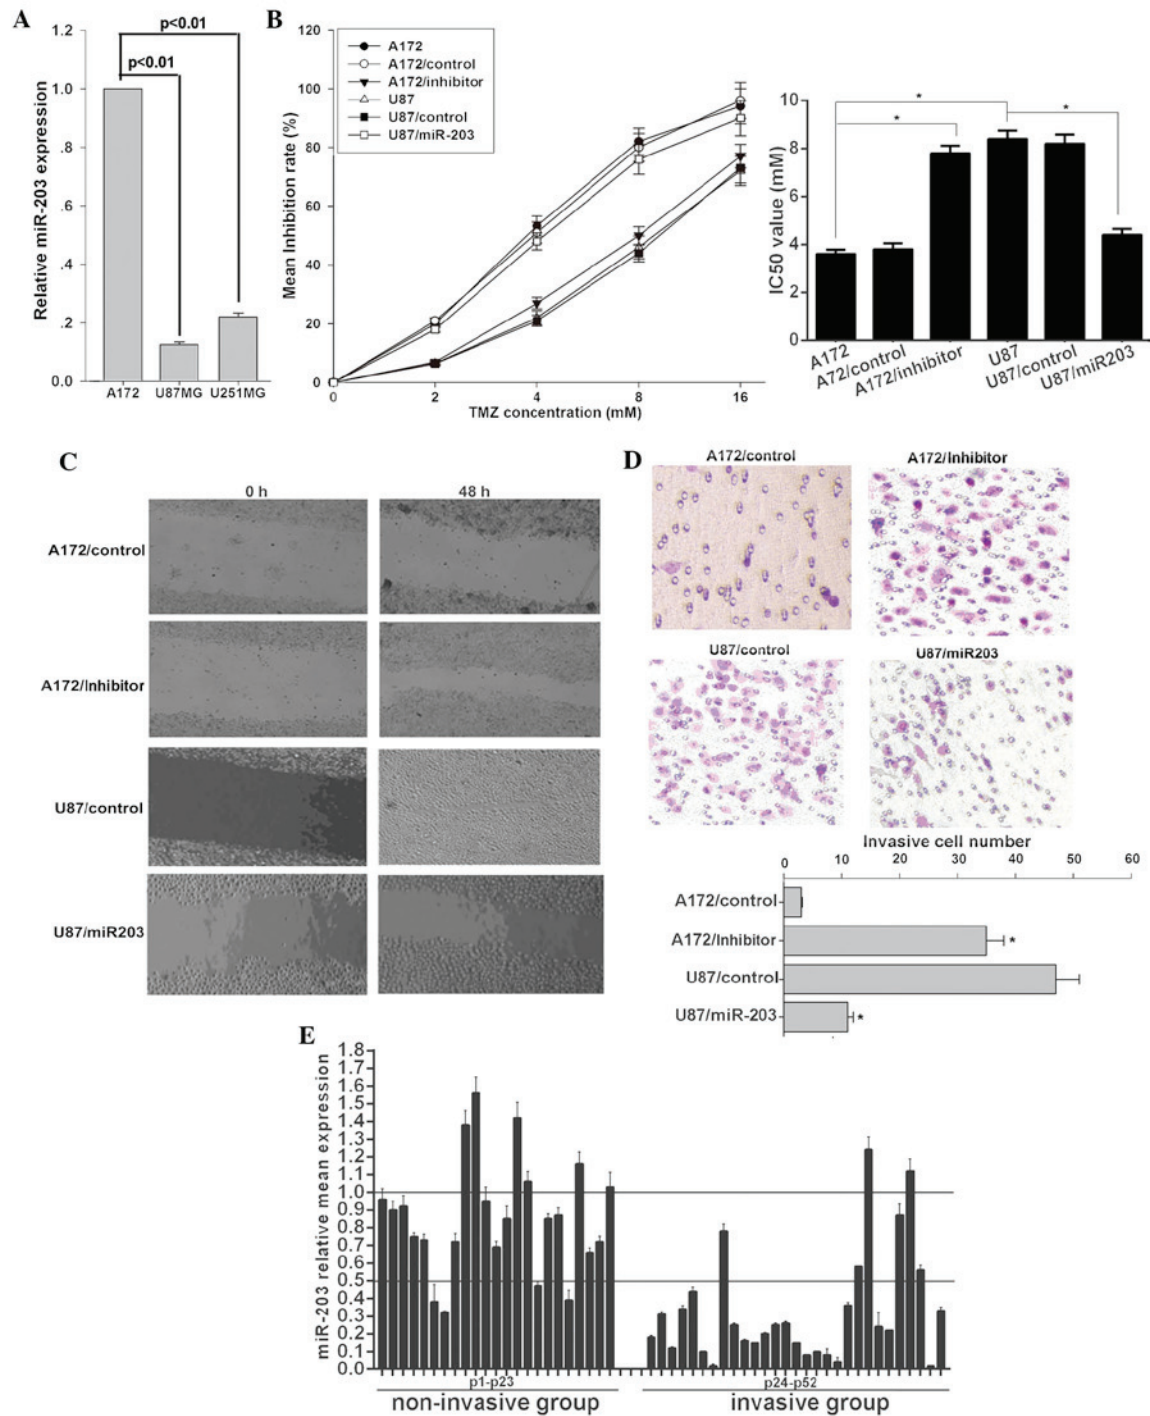 A
Relative miR-203 expression
1.2
1.0
.8
.6
.4
.2
0.0
p<0.01
p<0.01
A172
U87MG
U251MG
B
Mean Inhibition rate (%)
120
100
80
60
40
20
0
A172
A172/control
A172/inhibitor
U87
U87/control
U87/miR-203
0
2
4
8
16
TMZ concentration (mM)
IC50 value (mM)
10
8
6
4
2
0
*
*
*
A172
A72/control
A172/inhibitor
U87
U87/control
U87/miR203
C
0 h
48 h
A172/control
A172/Inhibitor
U87/control
U87/miR203
D
A172/control
A172/Inhibitor
U87/control
U87/miR203
Invasive cell number
0 10 20 30 40 50 60
A172/control
A172/Inhibitor
*
U87/control
U87/miR-203
*
E
miR-203 relative mean expression
1.8
1.7
1.6
1.5
1.4
1.3
1.2
1.1
1.0
0.9
0.8
0.7
0.6
0.5
0.4
0.3
0.2
0.1
0.0
p1-p23
non-invasive group
p24-p52
invasive group